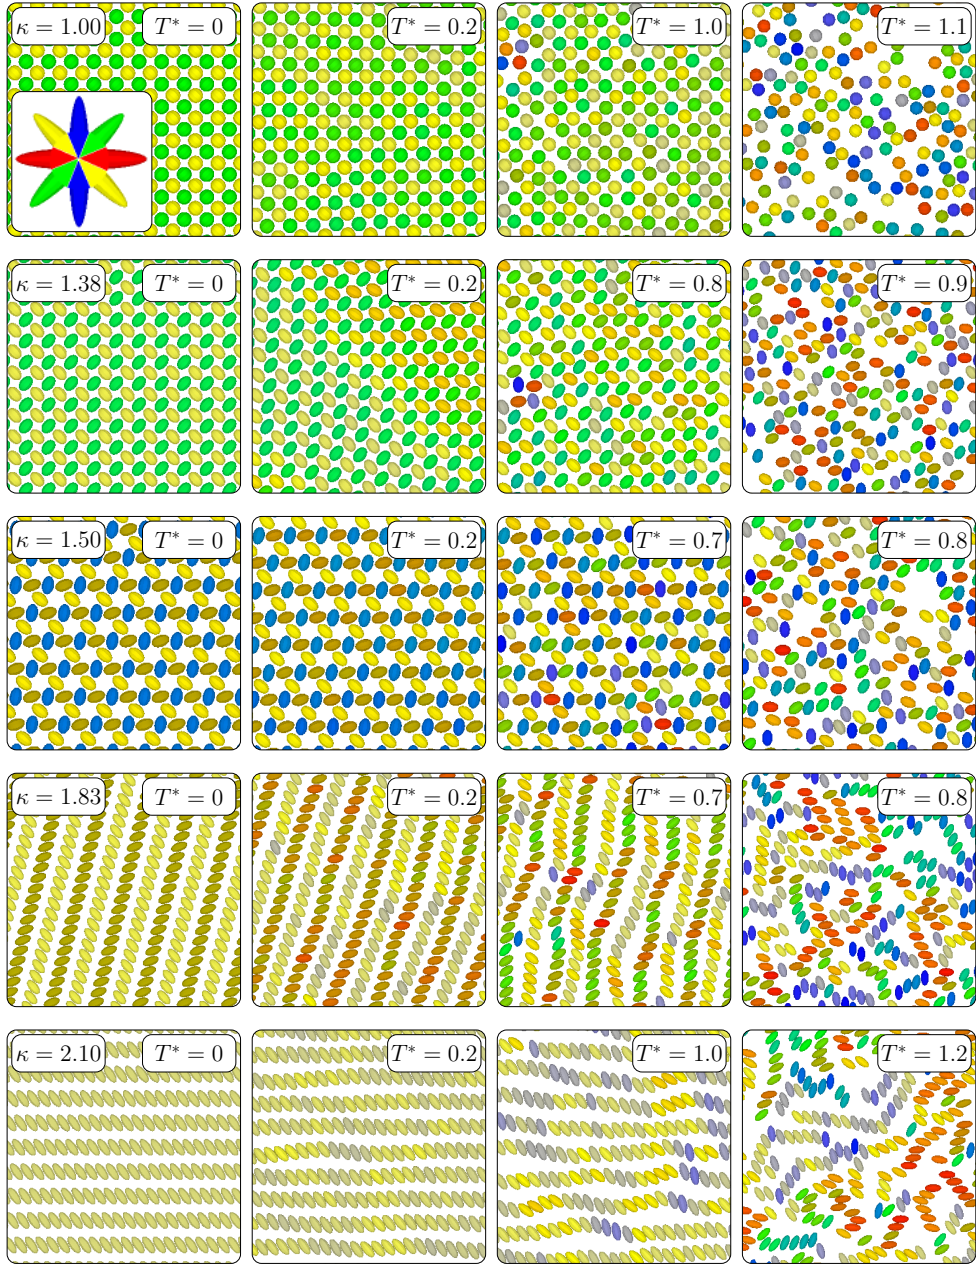 κ = 1.00 T* = 0 T* = 0.2 T* = 1.0 T* = 1.1
κ = 1.38 T* = 0 T* = 0.2 T* = 0.8 T* = 0.9
κ = 1.50 T* = 0 T* = 0.2 T* = 0.7 T* = 0.8
κ = 1.83 T* = 0 T* = 0.2 T* = 0.7 T* = 0.8
κ = 2.10 T* = 0 T* = 0.2 T* = 1.0 T* = 1.2